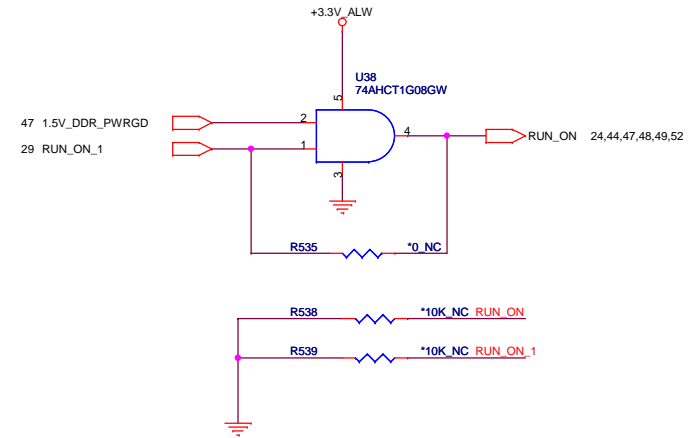 +3.3V_ALW
U38
74AHCT1G08GW
5
47 1.5V_DDR_PWRGD 2
4 RUN_ON 24,44,47,48,49,52
29 RUN_ON_1 1
3
R535 *0_NC
R538 *10K_NC RUN_ON
R539 *10K_NC RUN_ON_1